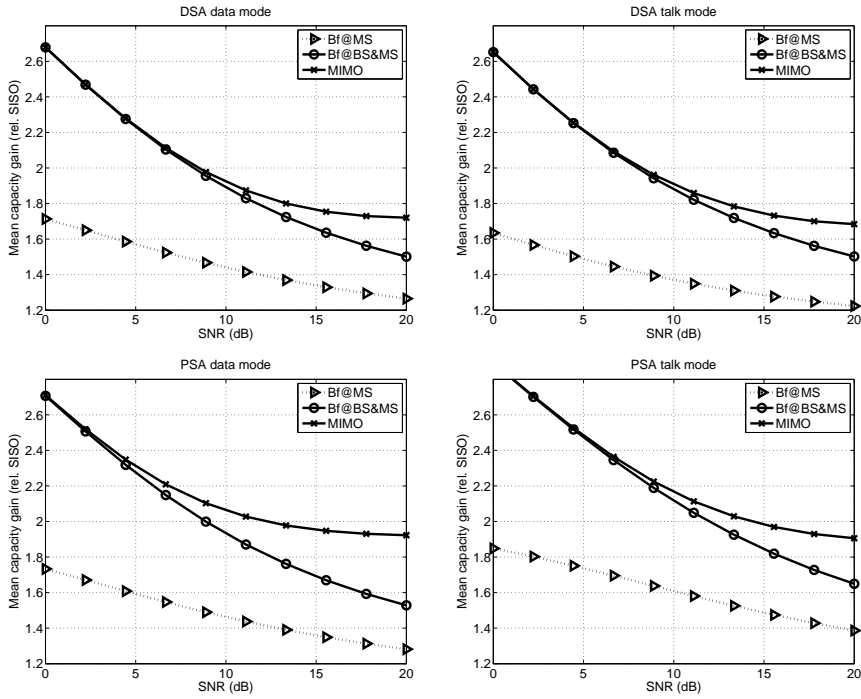 DSA data mode
Mean capacity gain (rel. SISO)
2.6
2.4
2.2
2
1.8
1.6
1.4
1.2
0
5
10
15
20
SNR (dB)
Bf@MS
Bf@BS&MS
MIMO
DSA talk mode
Mean capacity gain (rel. SISO)
2.6
2.4
2.2
2
1.8
1.6
1.4
1.2
0
5
10
15
20
SNR (dB)
Bf@MS
Bf@BS&MS
MIMO
PSA data mode
Mean capacity gain (rel. SISO)
2.6
2.4
2.2
2
1.8
1.6
1.4
1.2
0
5
10
15
20
SNR (dB)
Bf@MS
Bf@BS&MS
MIMO
PSA talk mode
Mean capacity gain (rel. SISO)
2.6
2.4
2.2
2
1.8
1.6
1.4
1.2
0
5
10
15
20
SNR (dB)
Bf@MS
Bf@BS&MS
MIMO